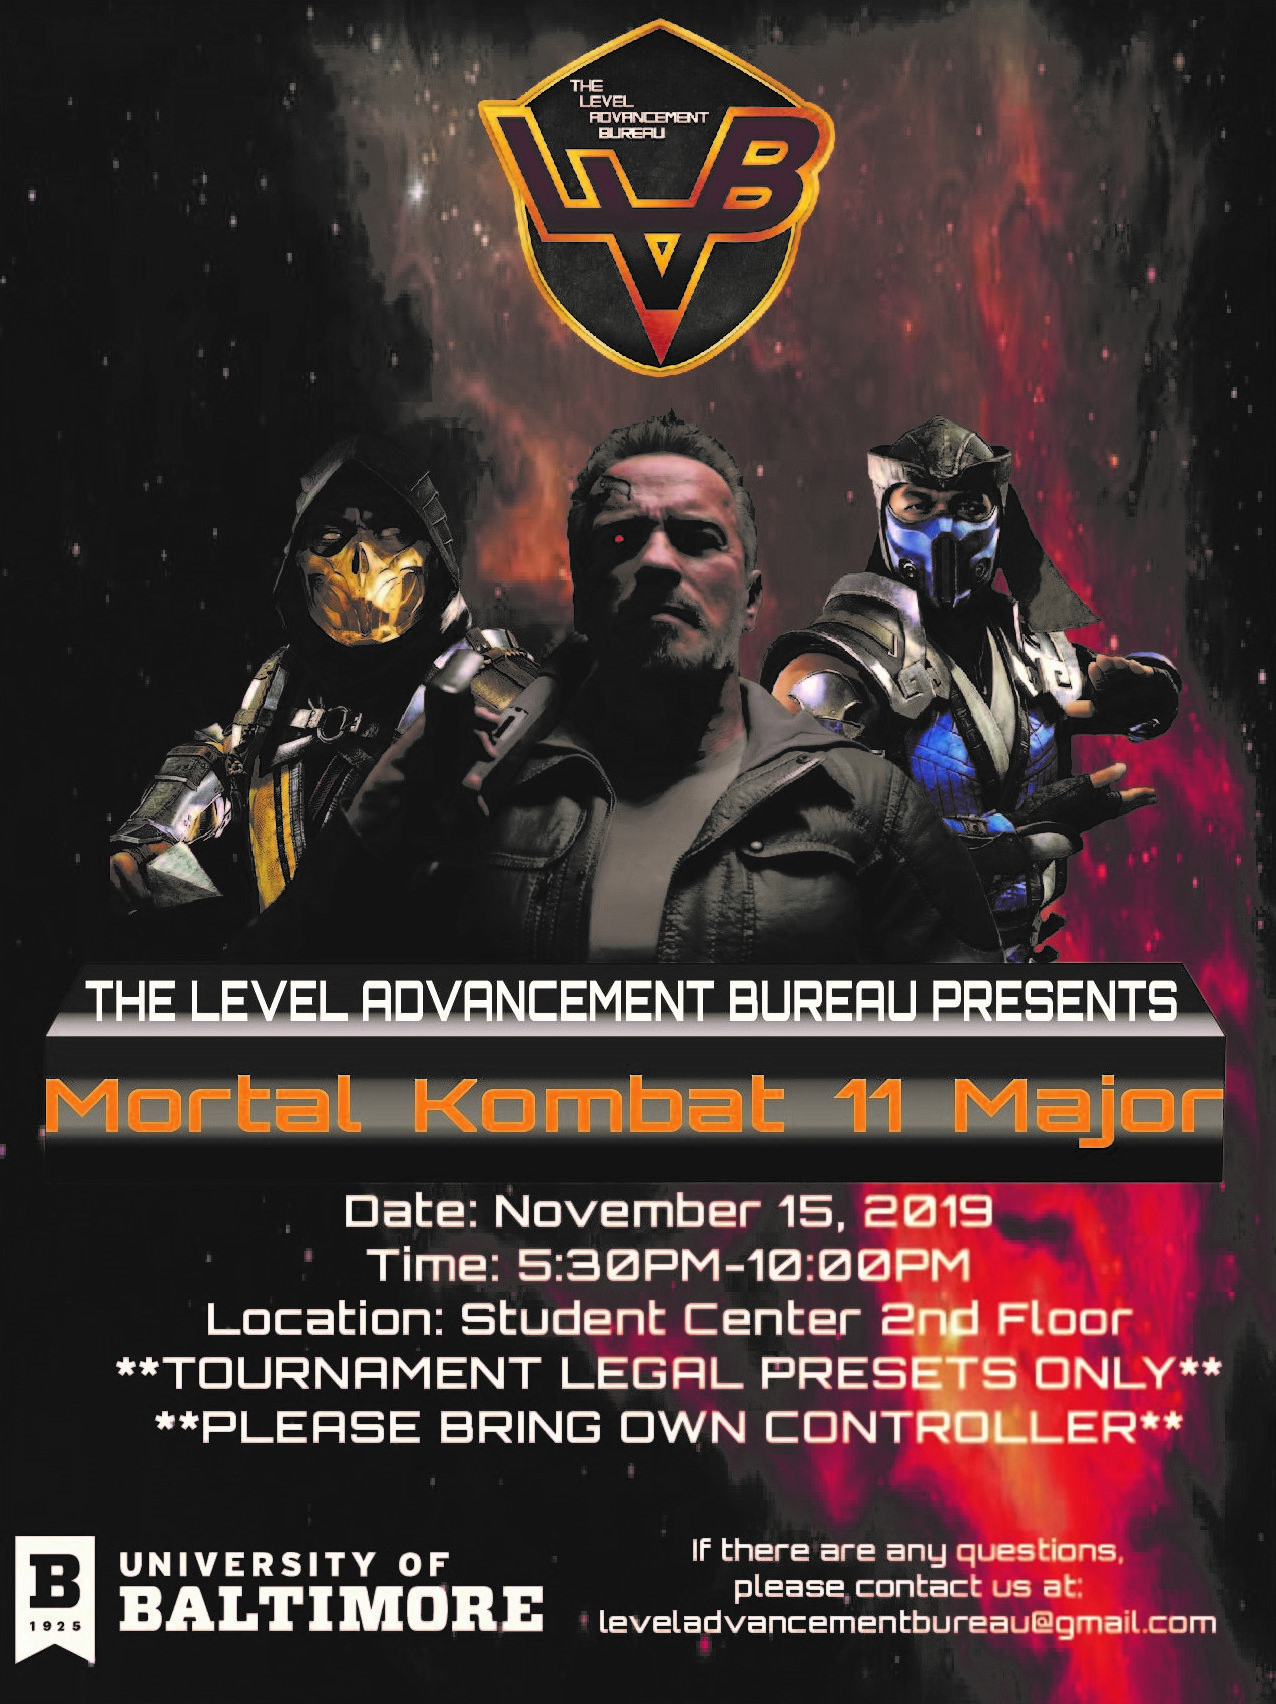 THE
LEVEL
ADVANCEMENT
BUREAU
LVB
THE LEVEL ADVANCEMENT BUREAU PRESENTS
Mortal Kombat 11 Major
Date: November 15, 2019
Time: 5:30PM-10:00PM
Location: Student Center 2nd Floor
**TOURNAMENT LEGAL PRESETS ONLY**
**PLEASE BRING OWN CONTROLLER**
B
1925
UNIVERSITY OF
BALTIMORE
If there are any questions,
please contact us at:
leveladvancementbureau@gmail.com